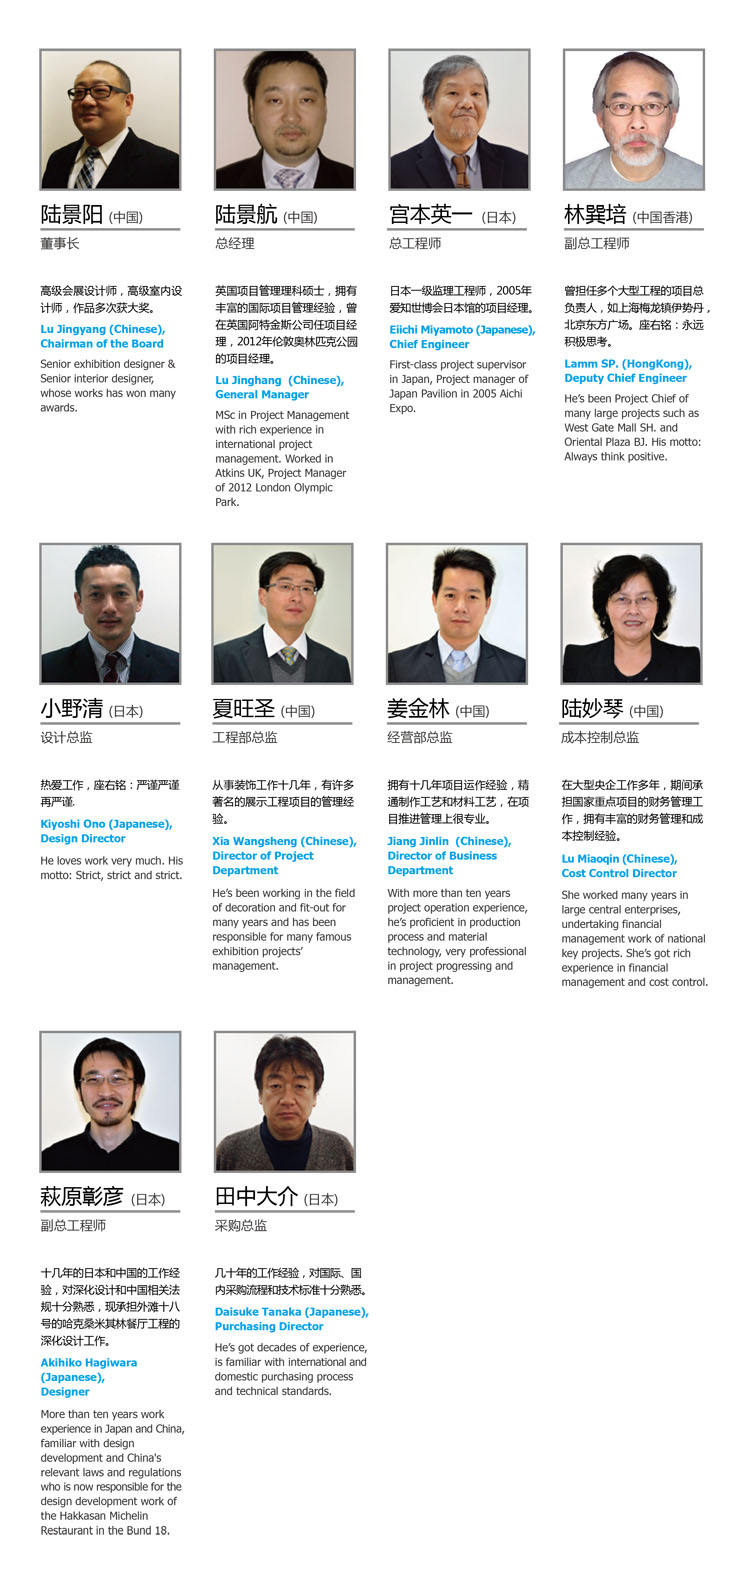 陆景阳 (中国)
董事长
高级会展设计师，高级室内设
计师，作品多次获大奖。
Lu Jingyang (Chinese),
Chairman of the Board
Senior exhibition designer &
Senior interior designer,
whose works has won many
awards.
陆景航 (中国)
总经理
英国项目管理理科硕士，拥有
丰富的国际项目管理经验，曾
在英国阿特金斯公司任项目经
理，2012年伦敦奥林匹克公园
的项目经理。
Lu Jinghang (Chinese),
General Manager
MSc in Project Management
with rich experience in
international project
management. Worked in
Atkins UK, Project Manager
of 2012 London Olympic
Park.
宫本英一 (日本)
总工程师
日本一级监理工程师，2005年
爱知世博会日本馆的项目经理。
Eiichi Miyamoto (Japanese),
Chief Engineer
First-class project supervisor
in Japan, Project manager of
Japan Pavilion in 2005 Aichi
Expo.
林巽培 (中国香港)
副总工程师
曾担任多个大型工程的项目总
负责人，如上海梅龙镇伊势丹，
北京东方广场。座右铭：永远
积极思考。
Lamm SP. (HongKong),
Deputy Chief Engineer
He's been Project Chief of
many large projects such as
West Gate Mall SH. and
Oriental Plaza BJ. His motto:
Always think positive.
小野清 (日本)
设计总监
热爱工作，座右铭：严谨严谨
再严谨.
Kiyoshi Ono (Japanese),
Design Director
He loves work very much. His
motto: Strict, strict and strict.
夏旺圣 (中国)
工程部总监
从事装饰工作十几年，有许多
著名的展示工程项目的管理经
验。
Xia Wangsheng (Chinese),
Director of Project
Department
He's been working in the field
of decoration and fit-out for
many years and has been
responsible for many famous
exhibition projects'
management.
姜金林 (中国)
经营部总监
拥有十几年项目运作经验，精
通制作工艺和材料工艺，在项
目推进管理上很专业。
Jiang Jinlin (Chinese),
Director of Business
Department
With more than ten years
project operation experience,
he's proficient in production
process and material
technology, very professional
in project progressing and
management.
陆妙琴 (中国)
成本控制总监
在大型央企工作多年，期间承
担国家重点项目的财务管理工
作，拥有丰富的财务管理和成
本控制经验。
Lu Miaoqin (Chinese),
Cost Control Director
She worked many years in
large central enterprises,
undertaking financial
management work of national
key projects. She's got rich
experience in financial
management and cost control.
萩原彰彦 (日本)
副总工程师
十几年的日本和中国的工作经
验，对深化设计和中国相关法
规十分熟悉，现承担外滩十八
号的哈克桑米其林餐厅工程的
深化设计工作。
Akihiko Hagiwara
(Japanese),
Designer
More than ten years work
experience in Japan and China,
familiar with design
development and China's
relevant laws and regulations
who is now responsible for the
design development work of
the Hakkasan Michelin
Restaurant in the Bund 18.
田中大介 (日本)
采购总监
几十年的工作经验，对国际、国
内采购流程和技术标准十分熟悉。
Daisuke Tanaka (Japanese),
Purchasing Director
He's got decades of experience,
is familiar with international and
domestic purchasing process
and technical standards.